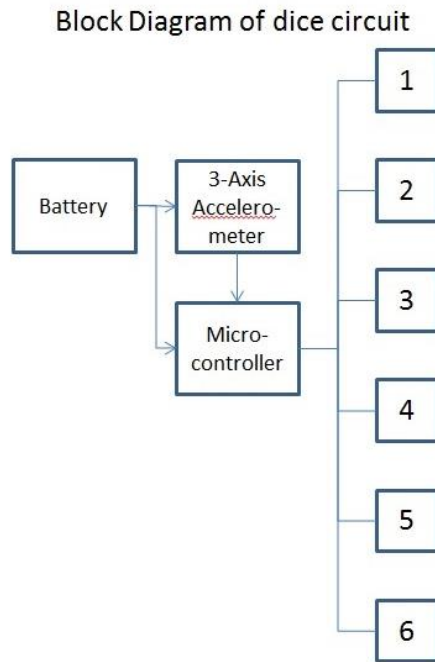 Block Diagram of dice circuit
Battery
3-Axis
Accelero-
meter
Micro-
controller
1
2
3
4
5
6